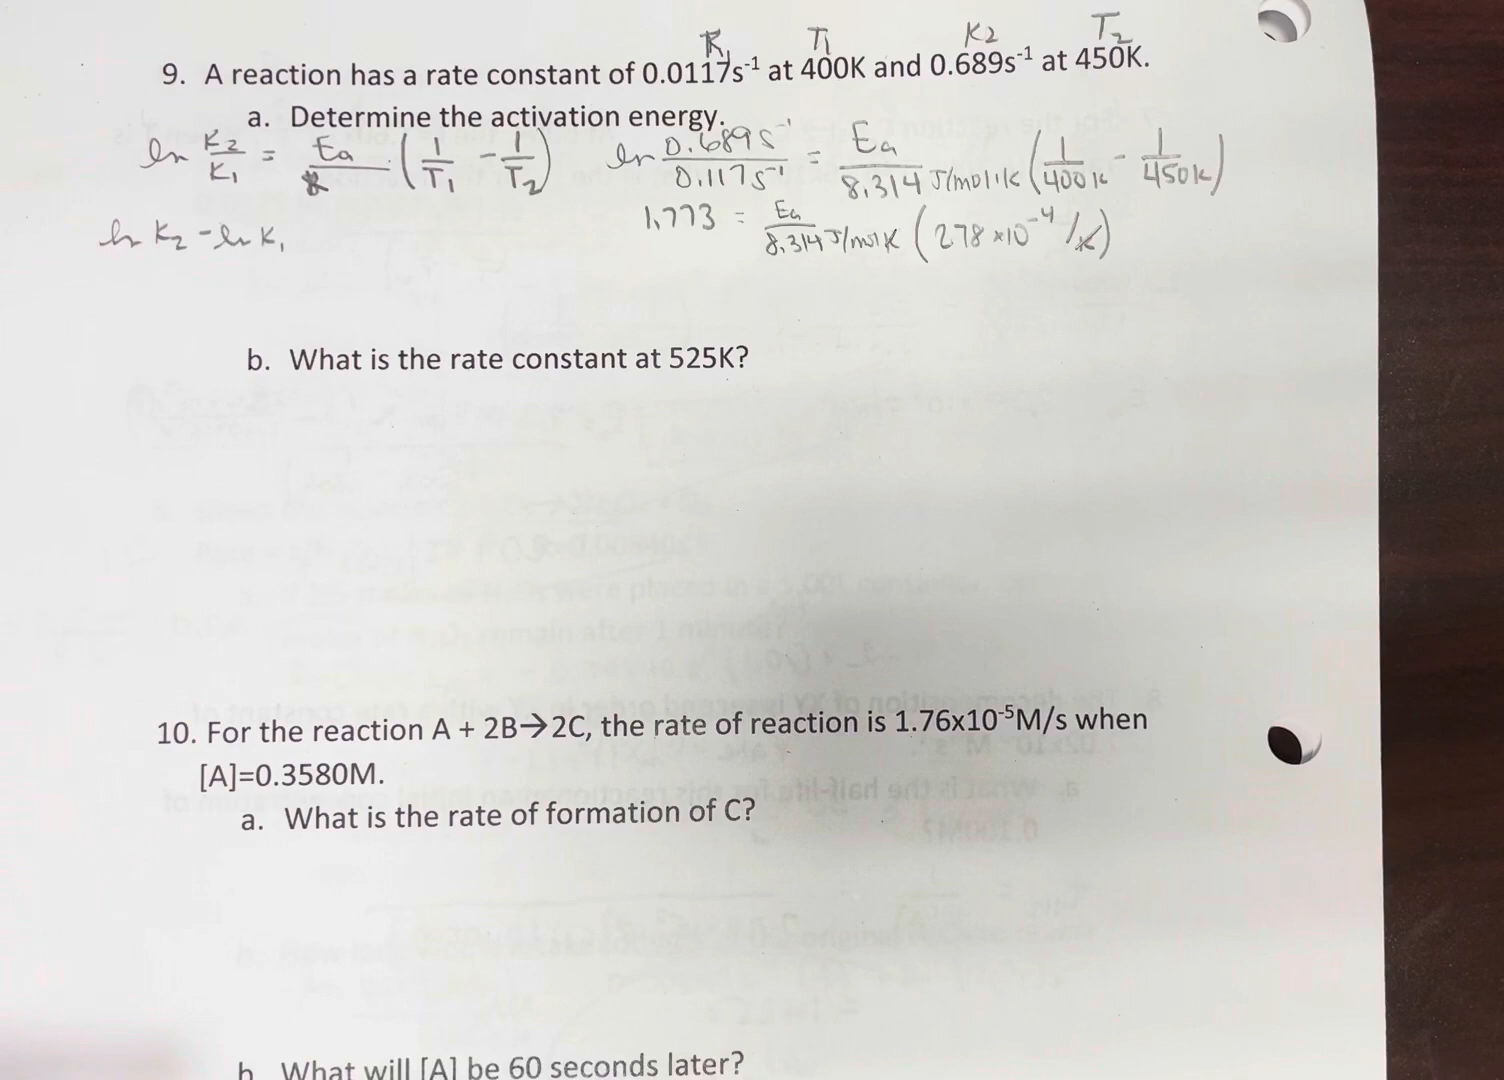 K₁ T₁ K₂ T₂
9. A reaction has a rate constant of 0.0117s⁻¹ at 400K and 0.689s⁻¹ at 450K.
a. Determine the activation energy.
ln K₂/K₁ = Ea/R (1/T₁ - 1/T₂)
ln 0.689 s⁻¹/0.117 s⁻¹ = Ea/8.314 J/mol·K (1/400K - 1/450K)
ln K₂ - ln K₁
1.773 = Ea/8.314 J/mol K (2.78 x10⁻⁴/K)
b. What is the rate constant at 525K?
10. For the reaction A + 2B→2C, the rate of reaction is 1.76x10⁻⁵M/s when
[A]=0.3580M.
a. What is the rate of formation of C?
b. What will [A] be 60 seconds later?